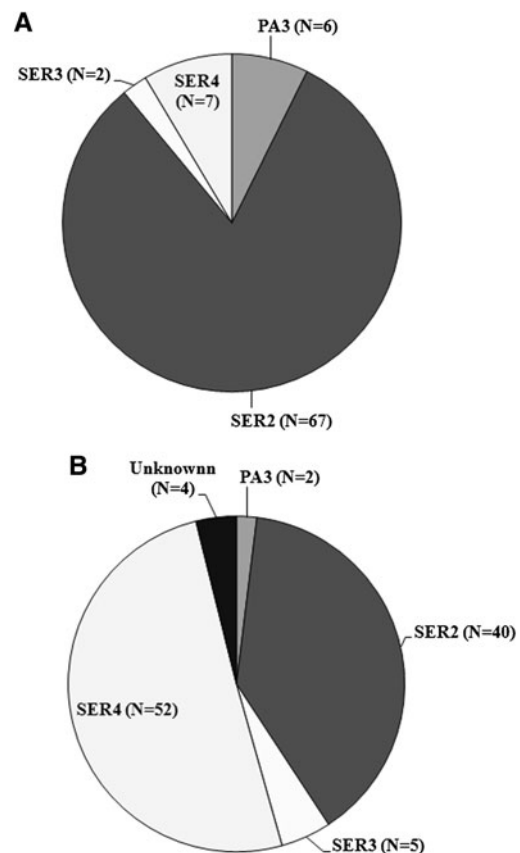 A
PA3 (N=6)
SER3 (N=2)
SER4
(N=7)
SER2 (N=67)
B
Unknownn
(N=4)
PA3 (N=2)
SER2 (N=40)
SER4 (N=52)
SER3 (N=5)